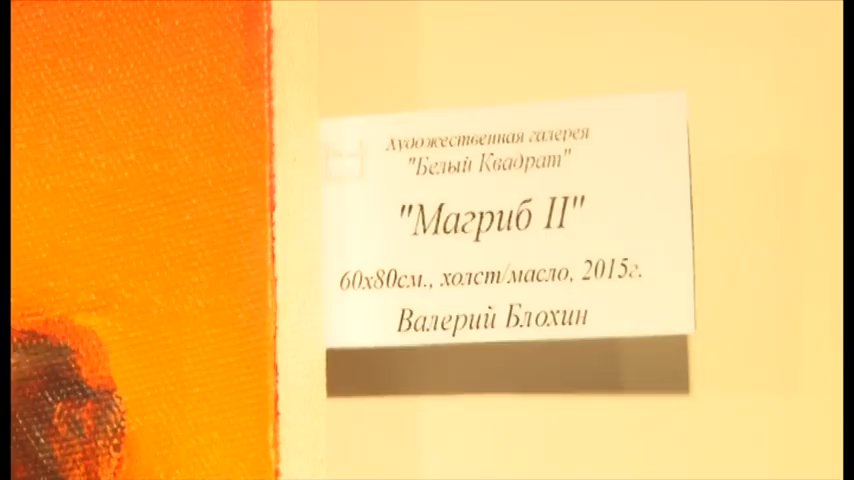 Художественная галерея
"Белый Квадрат"
"Магриб II"
60х80см., холст/масло, 2015г.
Валерий Блохин